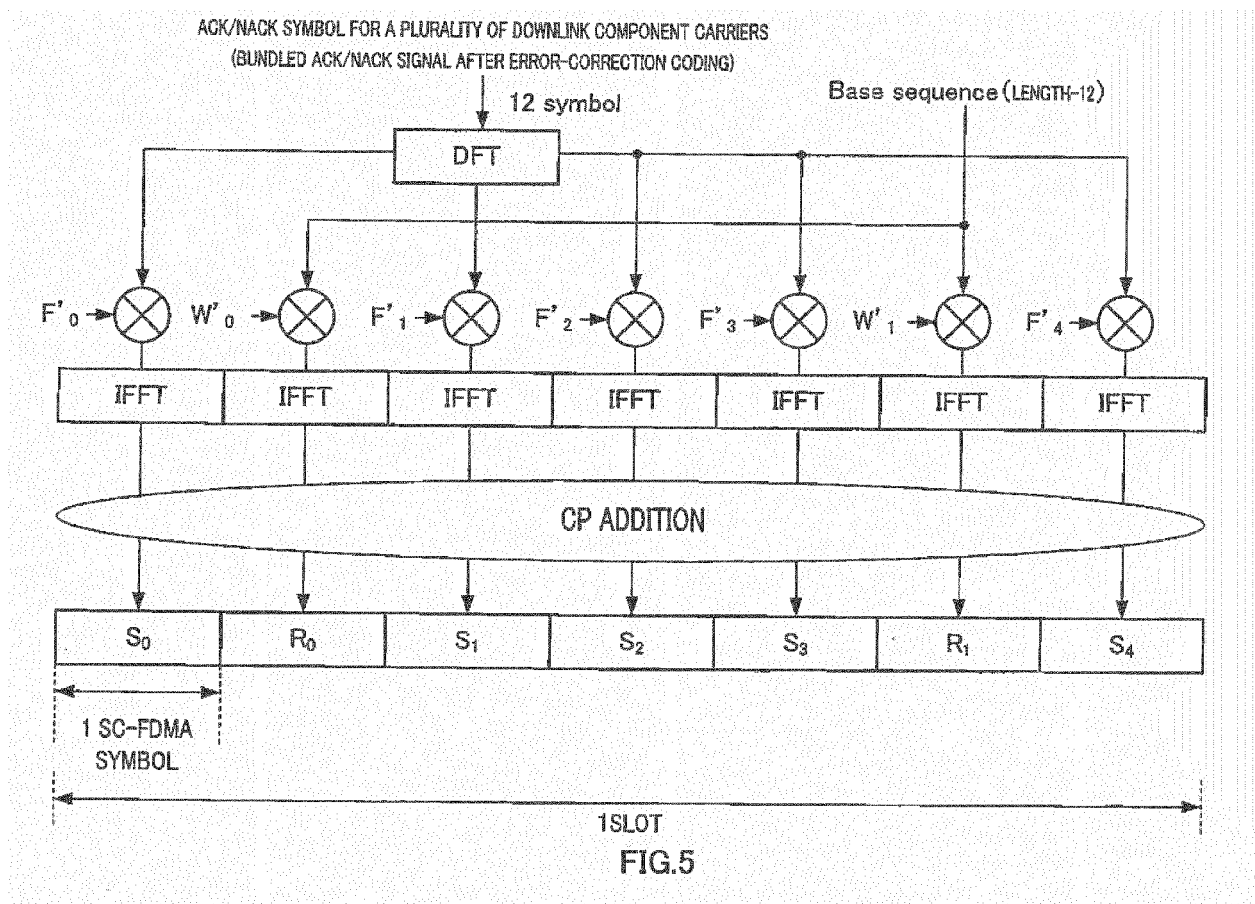 ACK/NACK SYMBOL FOR A PLURALITY OF DOWNLINK COMPONENT CARRIERS
(BUNDLED ACK/NACK SIGNAL AFTER ERROR-CORRECTION CODING)
12 symbol
Base sequence (LENGTH-12)
DFT
F'0 W'0 F'1 F'2 F'3 W'1 F'4
IFFT IFFT IFFT IFFT IFFT IFFT IFFT
CP ADDITION
S0 R0 S1 S2 S3 R1 S4
1 SC-FDMA
SYMBOL
1SLOT
FIG.5